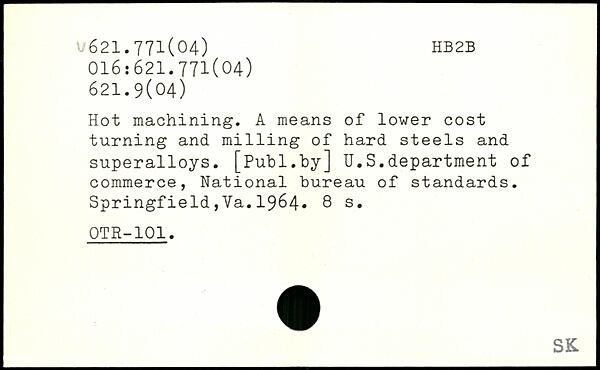 v621.771(04) HB2B
016:621.771(04)
621.9(04)
Hot machining. A means of lower cost
turning and milling of hard steels and
superalloys. [Publ.by] U.S.department of
commerce, National bureau of standards.
Springfield,Va.1964. 8 s.
OTR-101.
SK